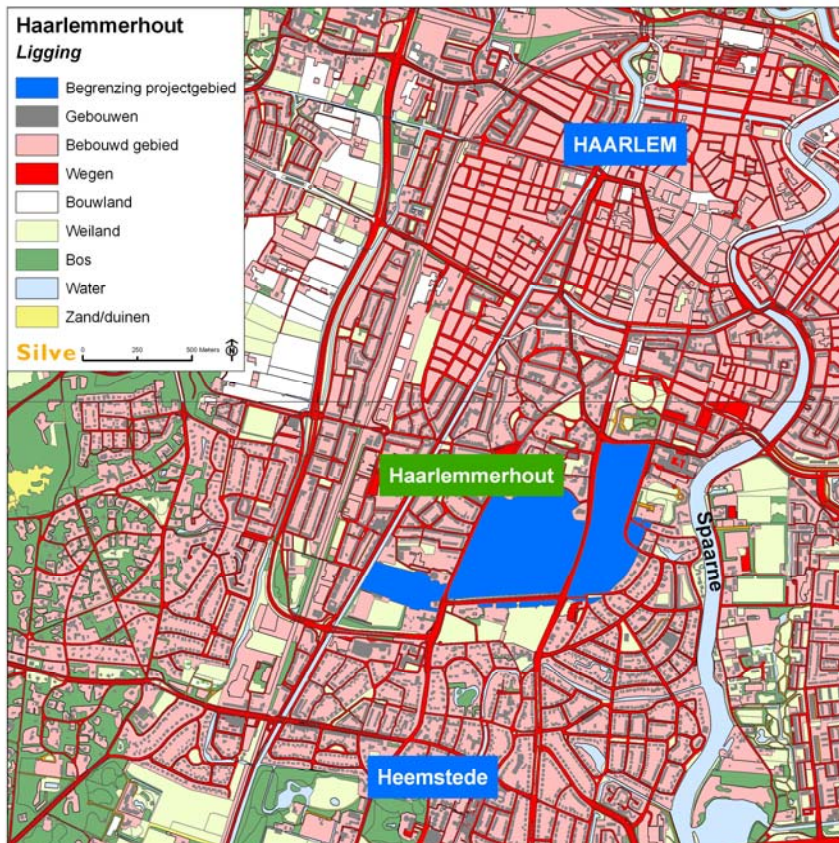 Haarlemmerhout
Ligging
Begrenzing projectgebied
Gebouwen
Bebouwd gebied
Wegen
Bouwland
Weiland
Bos
Water
Zand/duinen
Silve
0 250 500 Meters
N
HAARLEM
Haarlemmerhout
Spaarne
Heemstede